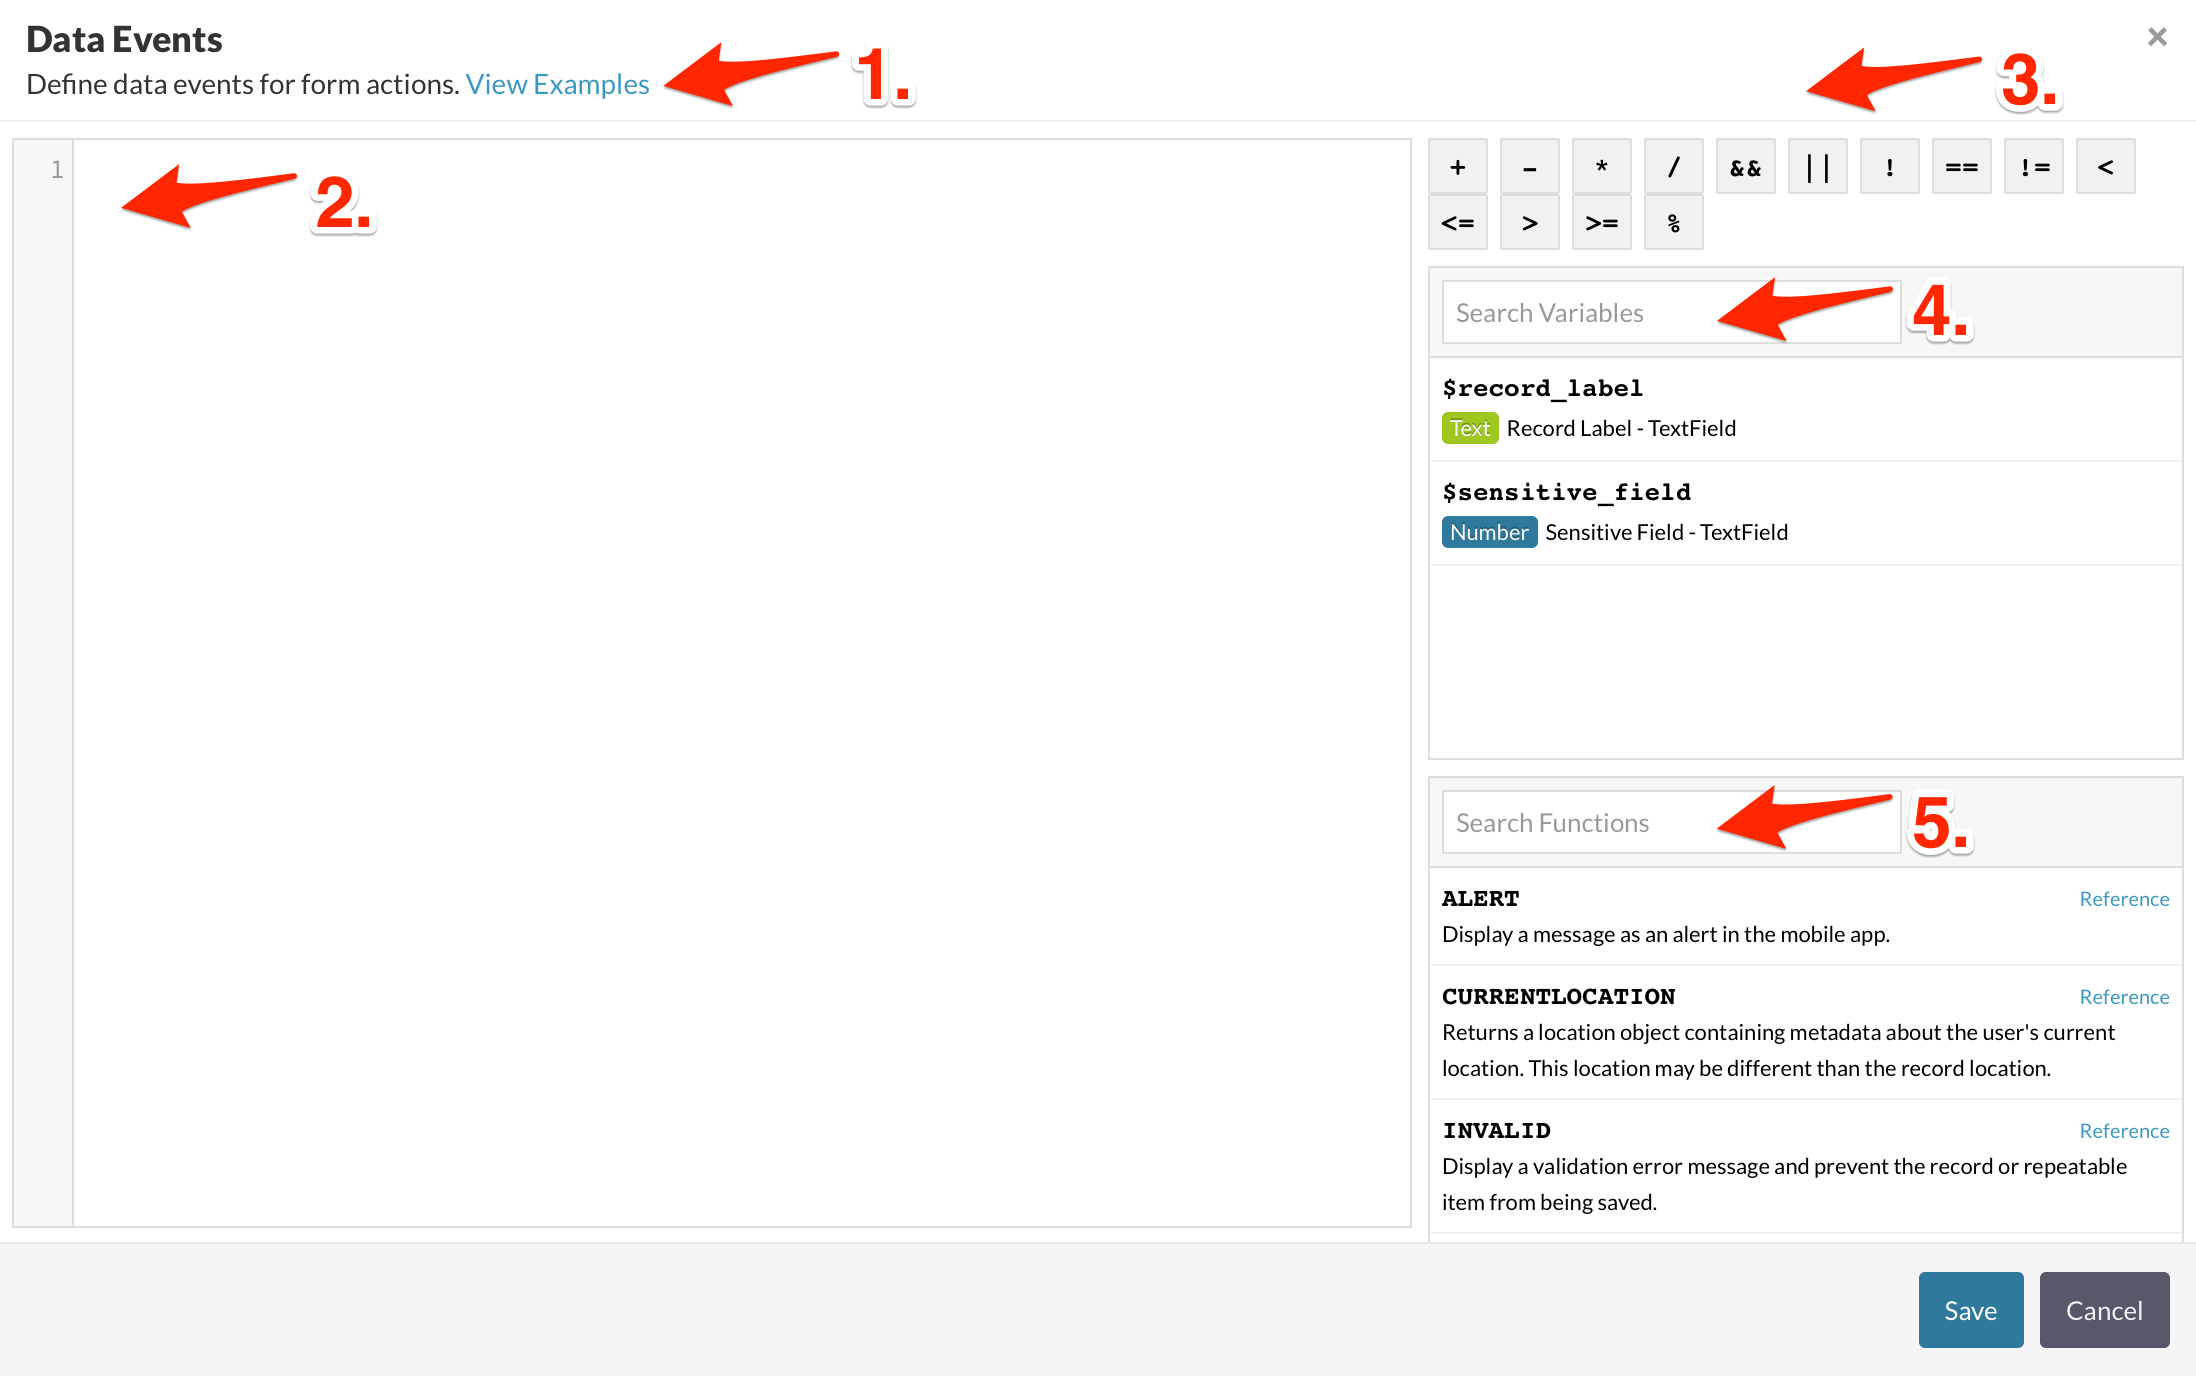 Data Events
Define data events for form actions. View Examples
1.
3.
×
1
2.
+ - * / && || ! == != <
<= > >= %
Search Variables
4.
$record_label
Text Record Label - TextField
$sensitive_field
Number Sensitive Field - TextField
Search Functions
5.
ALERT Reference
Display a message as an alert in the mobile app.
CURRENTLOCATION Reference
Returns a location object containing metadata about the user's current
location. This location may be different than the record location.
INVALID Reference
Display a validation error message and prevent the record or repeatable
item from being saved.
Save Cancel